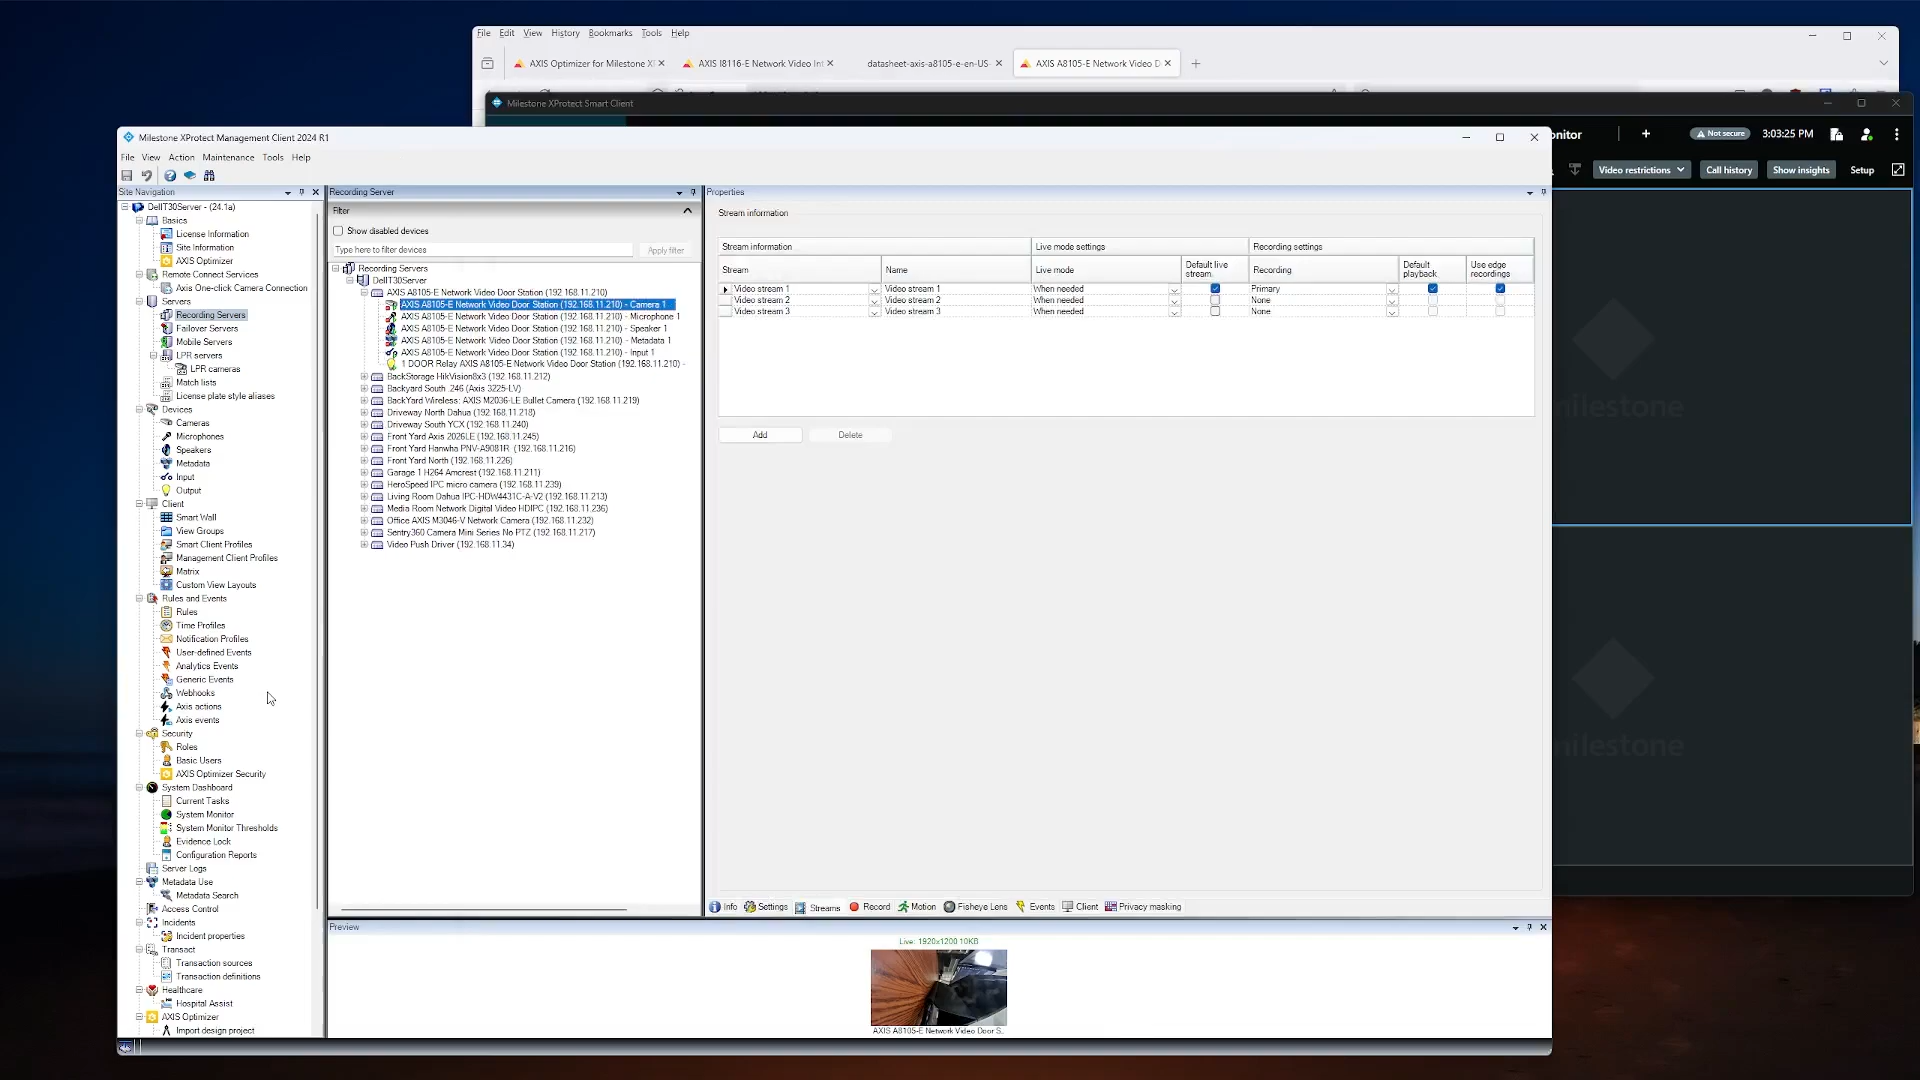 File Edit View History Bookmarks Tools Help
AXIS Optimizer for Milestone X
AXIS I8116-E Network Video Int
datasheet-axis-a8105-e-en-US-
AXIS A8105-E Network Video D
Milestone XProtect Smart Client
onitor
Not secure
3:03:25 PM
Video restrictions
Call history
Show insights
Setup
milestone
milestone
Milestone XProtect Management Client 2024 R1
File View Action Maintenance Tools Help
Site Navigation
DellT30Server - (24.1a)
Basics
License Information
Site Information
AXIS Optimizer
Remote Connect Services
Axis One-click Camera Connection
Servers
Recording Servers
Failover Servers
Mobile Servers
LPR servers
LPR cameras
Match lists
License plate style aliases
Devices
Cameras
Microphones
Speakers
Metadata
Input
Output
Client
Smart Wall
View Groups
Smart Client Profiles
Management Client Profiles
Matrix
Custom View Layouts
Rules and Events
Rules
Time Profiles
Notification Profiles
User-defined Events
Analytics Events
Generic Events
Webhooks
Axis actions
Axis events
Security
Roles
Basic Users
AXIS Optimizer Security
System Dashboard
Current Tasks
System Monitor
System Monitor Thresholds
Evidence Lock
Configuration Reports
Server Logs
Metadata Use
Metadata Search
Access Control
Incidents
Incident properties
Transact
Transaction sources
Transaction definitions
Healthcare
Hospital Assist
AXIS Optimizer
Import design project
Recording Server
Filter
Show disabled devices
Type here to filter devices
Apply filter
Recording Servers
DellT30Server
AXIS A8105-E Network Video Door Station (192.168.11.210)
AXIS A8105-E Network Video Door Station (192.168.11.210) - Camera 1
AXIS A8105-E Network Video Door Station (192.168.11.210) - Microphone 1
AXIS A8105-E Network Video Door Station (192.168.11.210) - Speaker 1
AXIS A8105-E Network Video Door Station (192.168.11.210) - Metadata 1
AXIS A8105-E Network Video Door Station (192.168.11.210) - Input 1
1 DOOR Relay AXIS A8105-E Network Video Door Station (192.168.11.210) -
BackStorage HikVision8x3 (192.168.11.212)
Backyard South .246 (Axis 3225-LV)
BackYard Wireless: AXIS M2036-LE Bullet Camera (192.168.11.219)
Driveway North Dahua (192.168.11.218)
Driveway South YCX (192.168.11.240)
Front Yard Axis 2026LE (192.168.11.245)
Front Yard Hanwha PNV-A9081R (192.168.11.216)
Front Yard North (192.168.11.226)
Garage 1 H264 Amcrest (192.168.11.211)
HeroSpeed IPC micro camera (192.168.11.239)
Living Room Dahua IPC-HDW4431C-A-V2 (192.168.11.213)
Media Room Network Digital Video HDIPC (192.168.11.236)
Office AXIS M3046-V Network Camera (192.168.11.232)
Sentry360 Camera Mini Series No PTZ (192.168.11.217)
Video Push Driver (192.168.11.34)
Properties
Stream information
Stream information Live mode settings Recording settings
Stream Name Live mode Default live stream. Recording Default playback Use edge recordings
Video stream 1 Video stream 1 When needed Primary
Video stream 2 Video stream 2 When needed None
Video stream 3 Video stream 3 When needed None
Add Delete
Info Settings Streams Record Motion Fisheye Lens Events Client Privacy masking
Preview
Live: 1920x1200 10KB
AXIS A8105-E Network Video Door S...